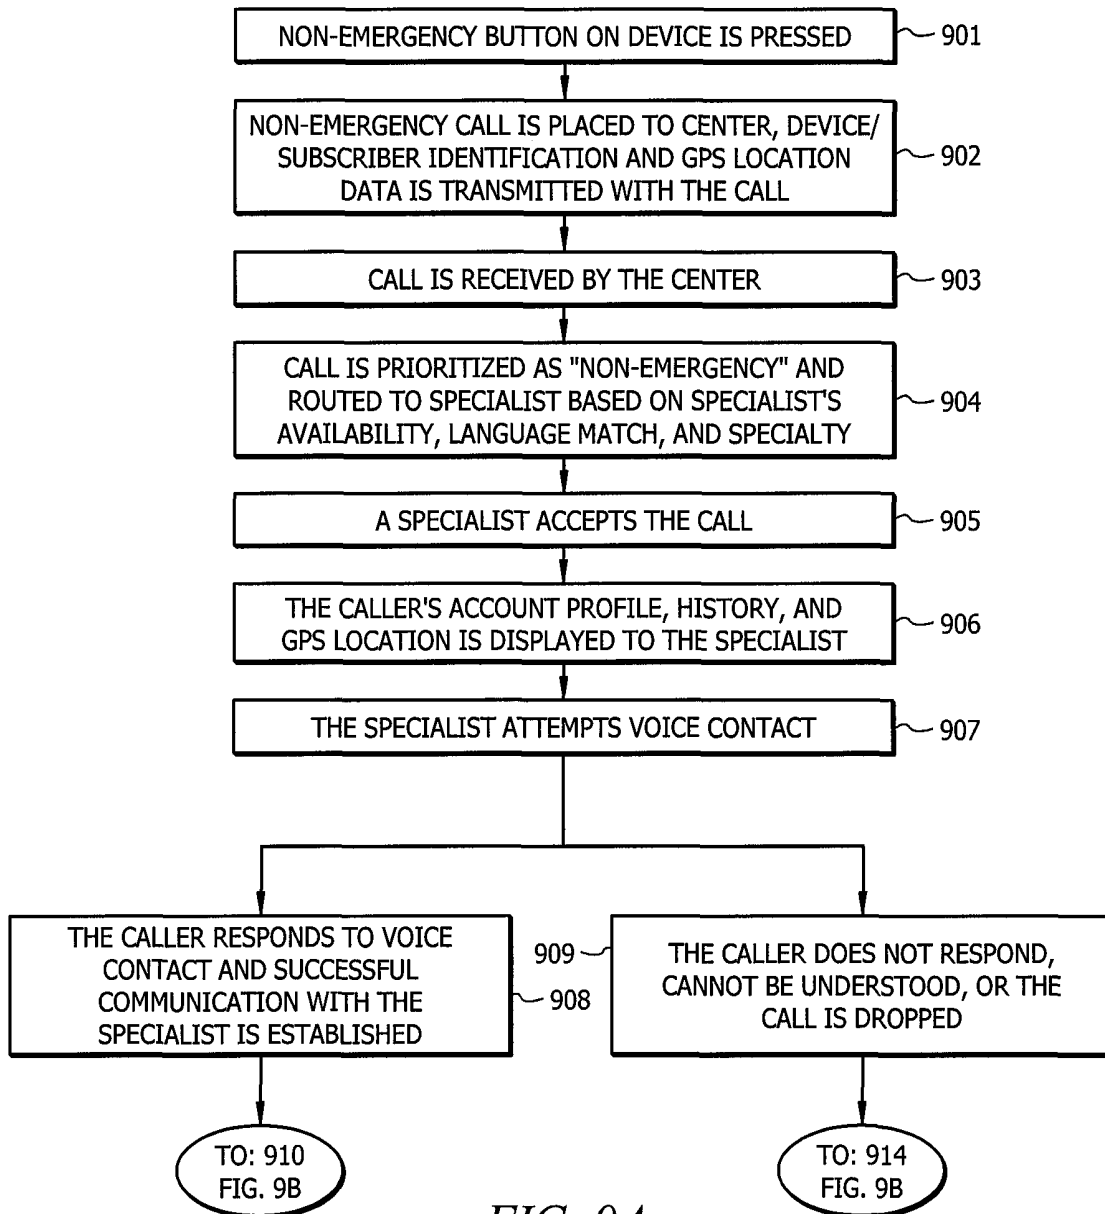 NON-EMERGENCY BUTTON ON DEVICE IS PRESSED
901
NON-EMERGENCY CALL IS PLACED TO CENTER, DEVICE/
SUBSCRIBER IDENTIFICATION AND GPS LOCATION
DATA IS TRANSMITTED WITH THE CALL
902
CALL IS RECEIVED BY THE CENTER
903
CALL IS PRIORITIZED AS "NON-EMERGENCY" AND
ROUTED TO SPECIALIST BASED ON SPECIALIST'S
AVAILABILITY, LANGUAGE MATCH, AND SPECIALTY
904
A SPECIALIST ACCEPTS THE CALL
905
THE CALLER'S ACCOUNT PROFILE, HISTORY, AND
GPS LOCATION IS DISPLAYED TO THE SPECIALIST
906
THE SPECIALIST ATTEMPTS VOICE CONTACT
907
THE CALLER RESPONDS TO VOICE
CONTACT AND SUCCESSFUL
COMMUNICATION WITH THE
SPECIALIST IS ESTABLISHED
908
909
THE CALLER DOES NOT RESPOND,
CANNOT BE UNDERSTOOD, OR THE
CALL IS DROPPED
TO: 910
FIG. 9B
TO: 914
FIG. 9B
FIG. 9A